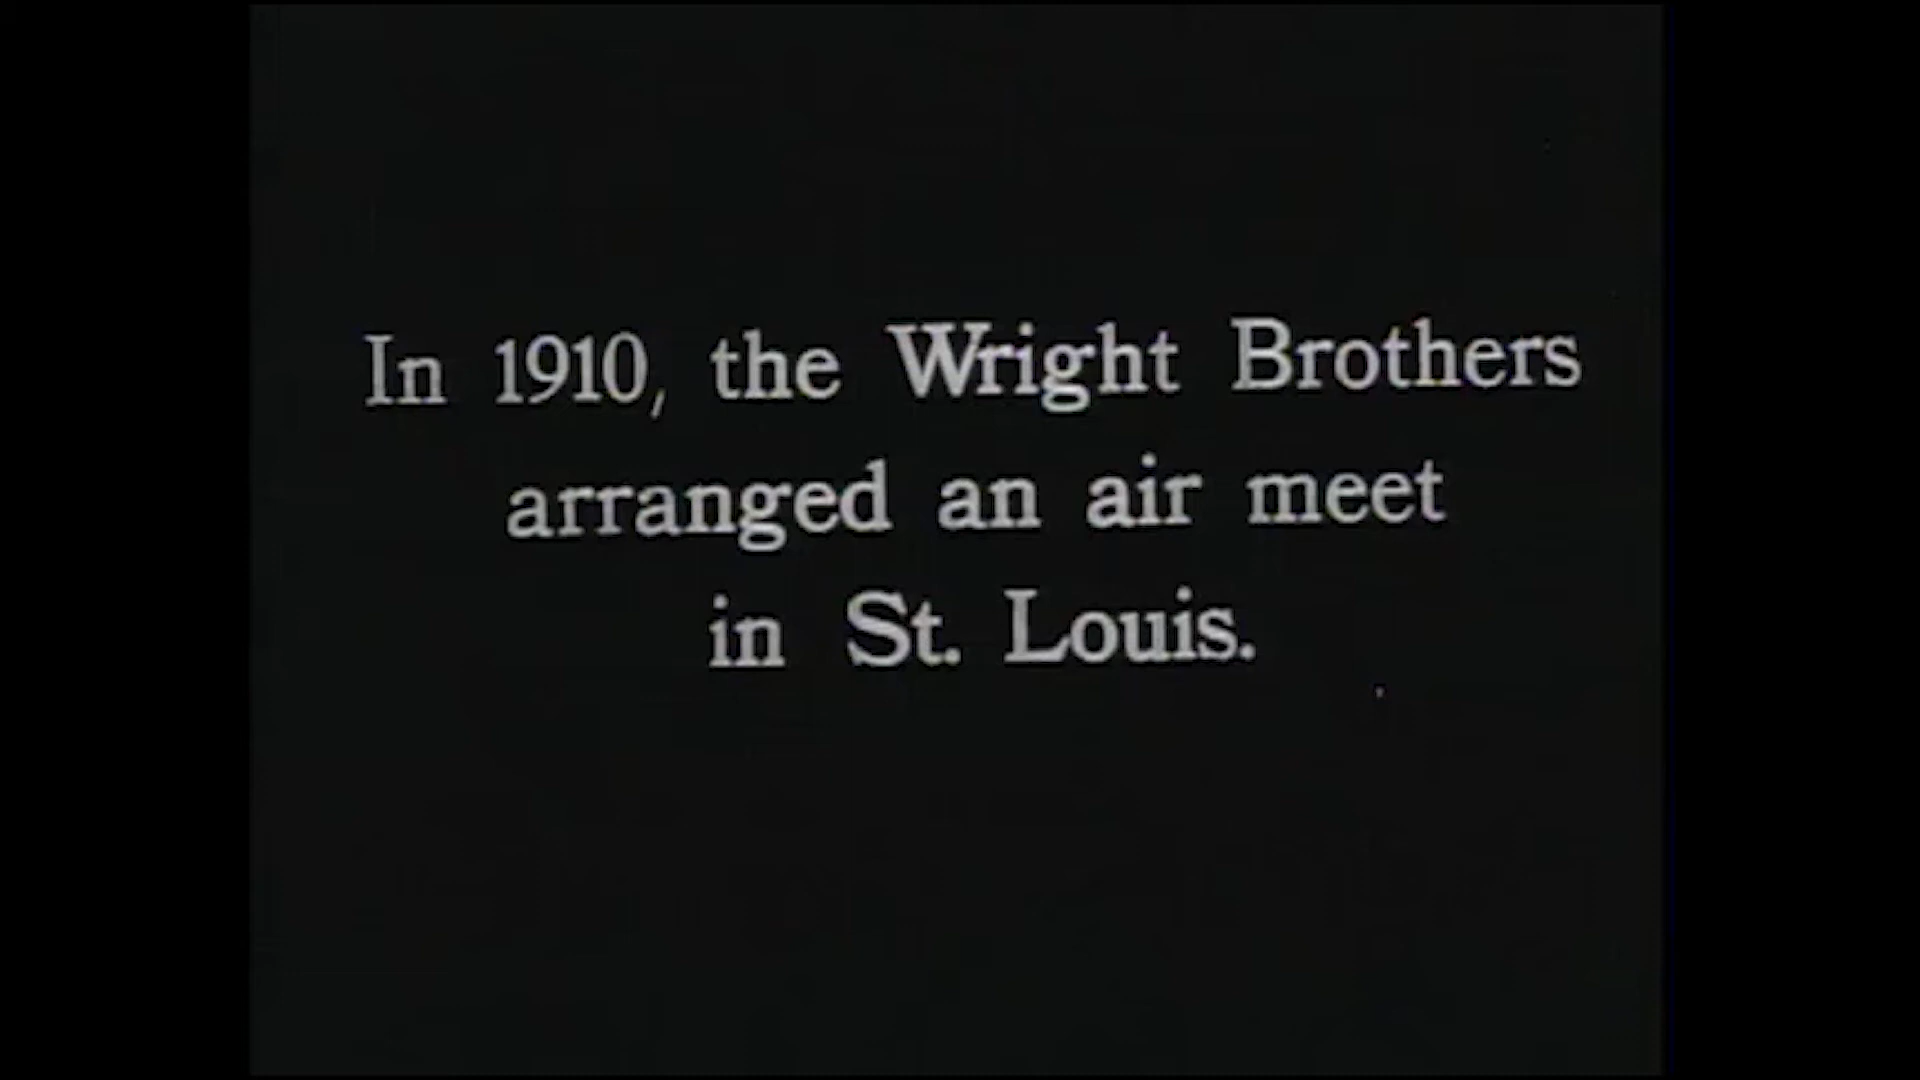 In 1910, the Wright Brothers
arranged an air meet
in St. Louis.